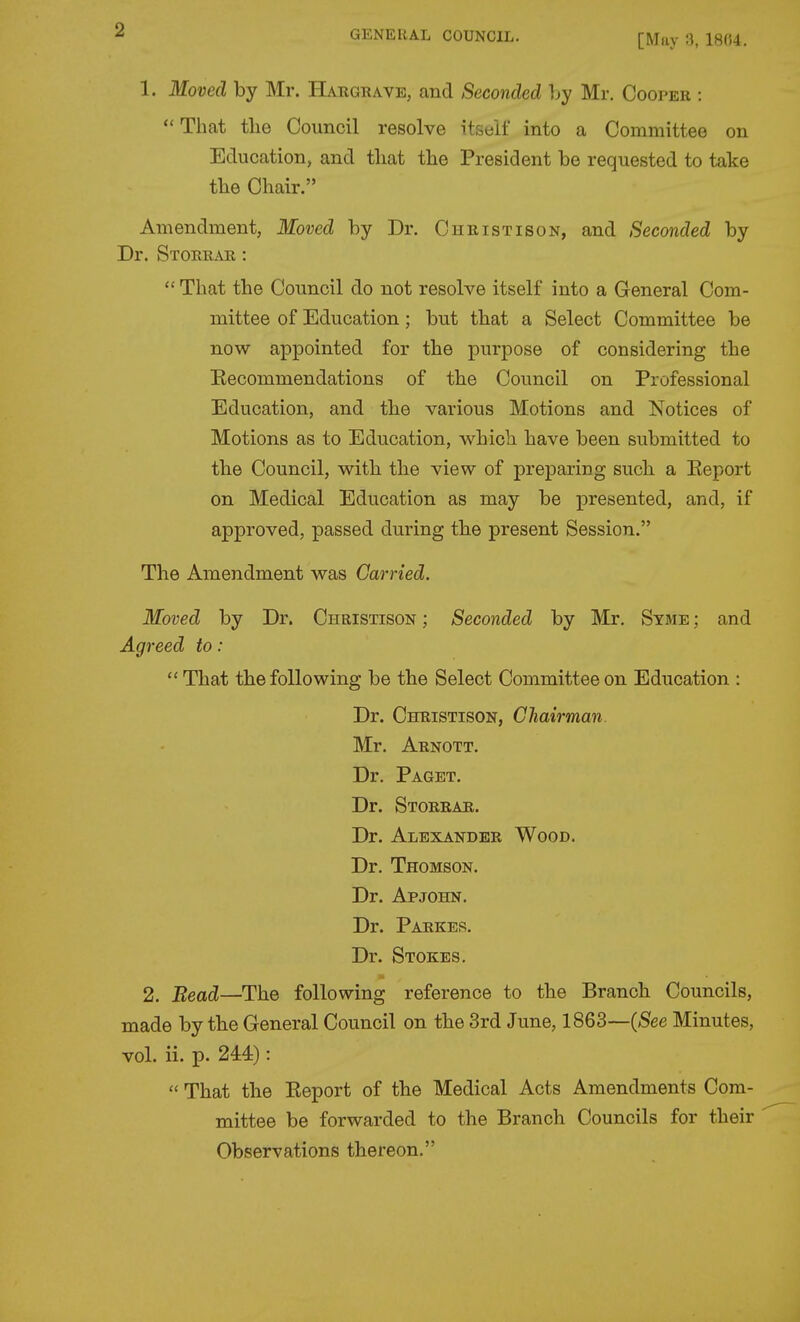 2
GENERAL COUNCIL.
[May 3, 1864.
1. Moved by Mr. HARGRAVE, and Seconded by Mr. COOPER :
“ That the Council resolve itself into a Committee on
Education, and that the President be requested to take
the Chair.”
Amendment, Moved by Dr. CHRISTISON, and Seconded by
Dr. STORRAR :
“ That the Council do not resolve itself into a General Com-
mittee of Education ; but that a Select Committee be
now appointed for the purpose of considering the
Recommendations of the Council on Professional
Education, and the various Motions and Notices of
Motions as to Education, which have been submitted to
the Council, with the view of preparing such a Report
on Medical Education as may be presented, and, if
approved, passed during the present Session.”
The Amendment was Carried.
Moved by Dr. CHRISTISON ; Seconded by Mr. SYME ; and
Agreed to :
“ That the following be the Select Committee on Education :
Dr. CHRISTISON, Chairman.
Mr. ARNOTT.
Dr. PAGET.
Dr. STORRAR.
Dr. ALEXANDER WOOD.
Dr. THOMSON.
Dr. APJOHN.
Dr. PARKES.
Dr. STOKES.
2. Read—The following reference to the Branch Councils,
made by the General Council on the 3rd June, 1863—(See Minutes,
vol. ii. p. 244) :
“ That the Report of the Medical Acts Amendments Com-
mittee be forwarded to the Branch Councils for their
Observations thereon.”